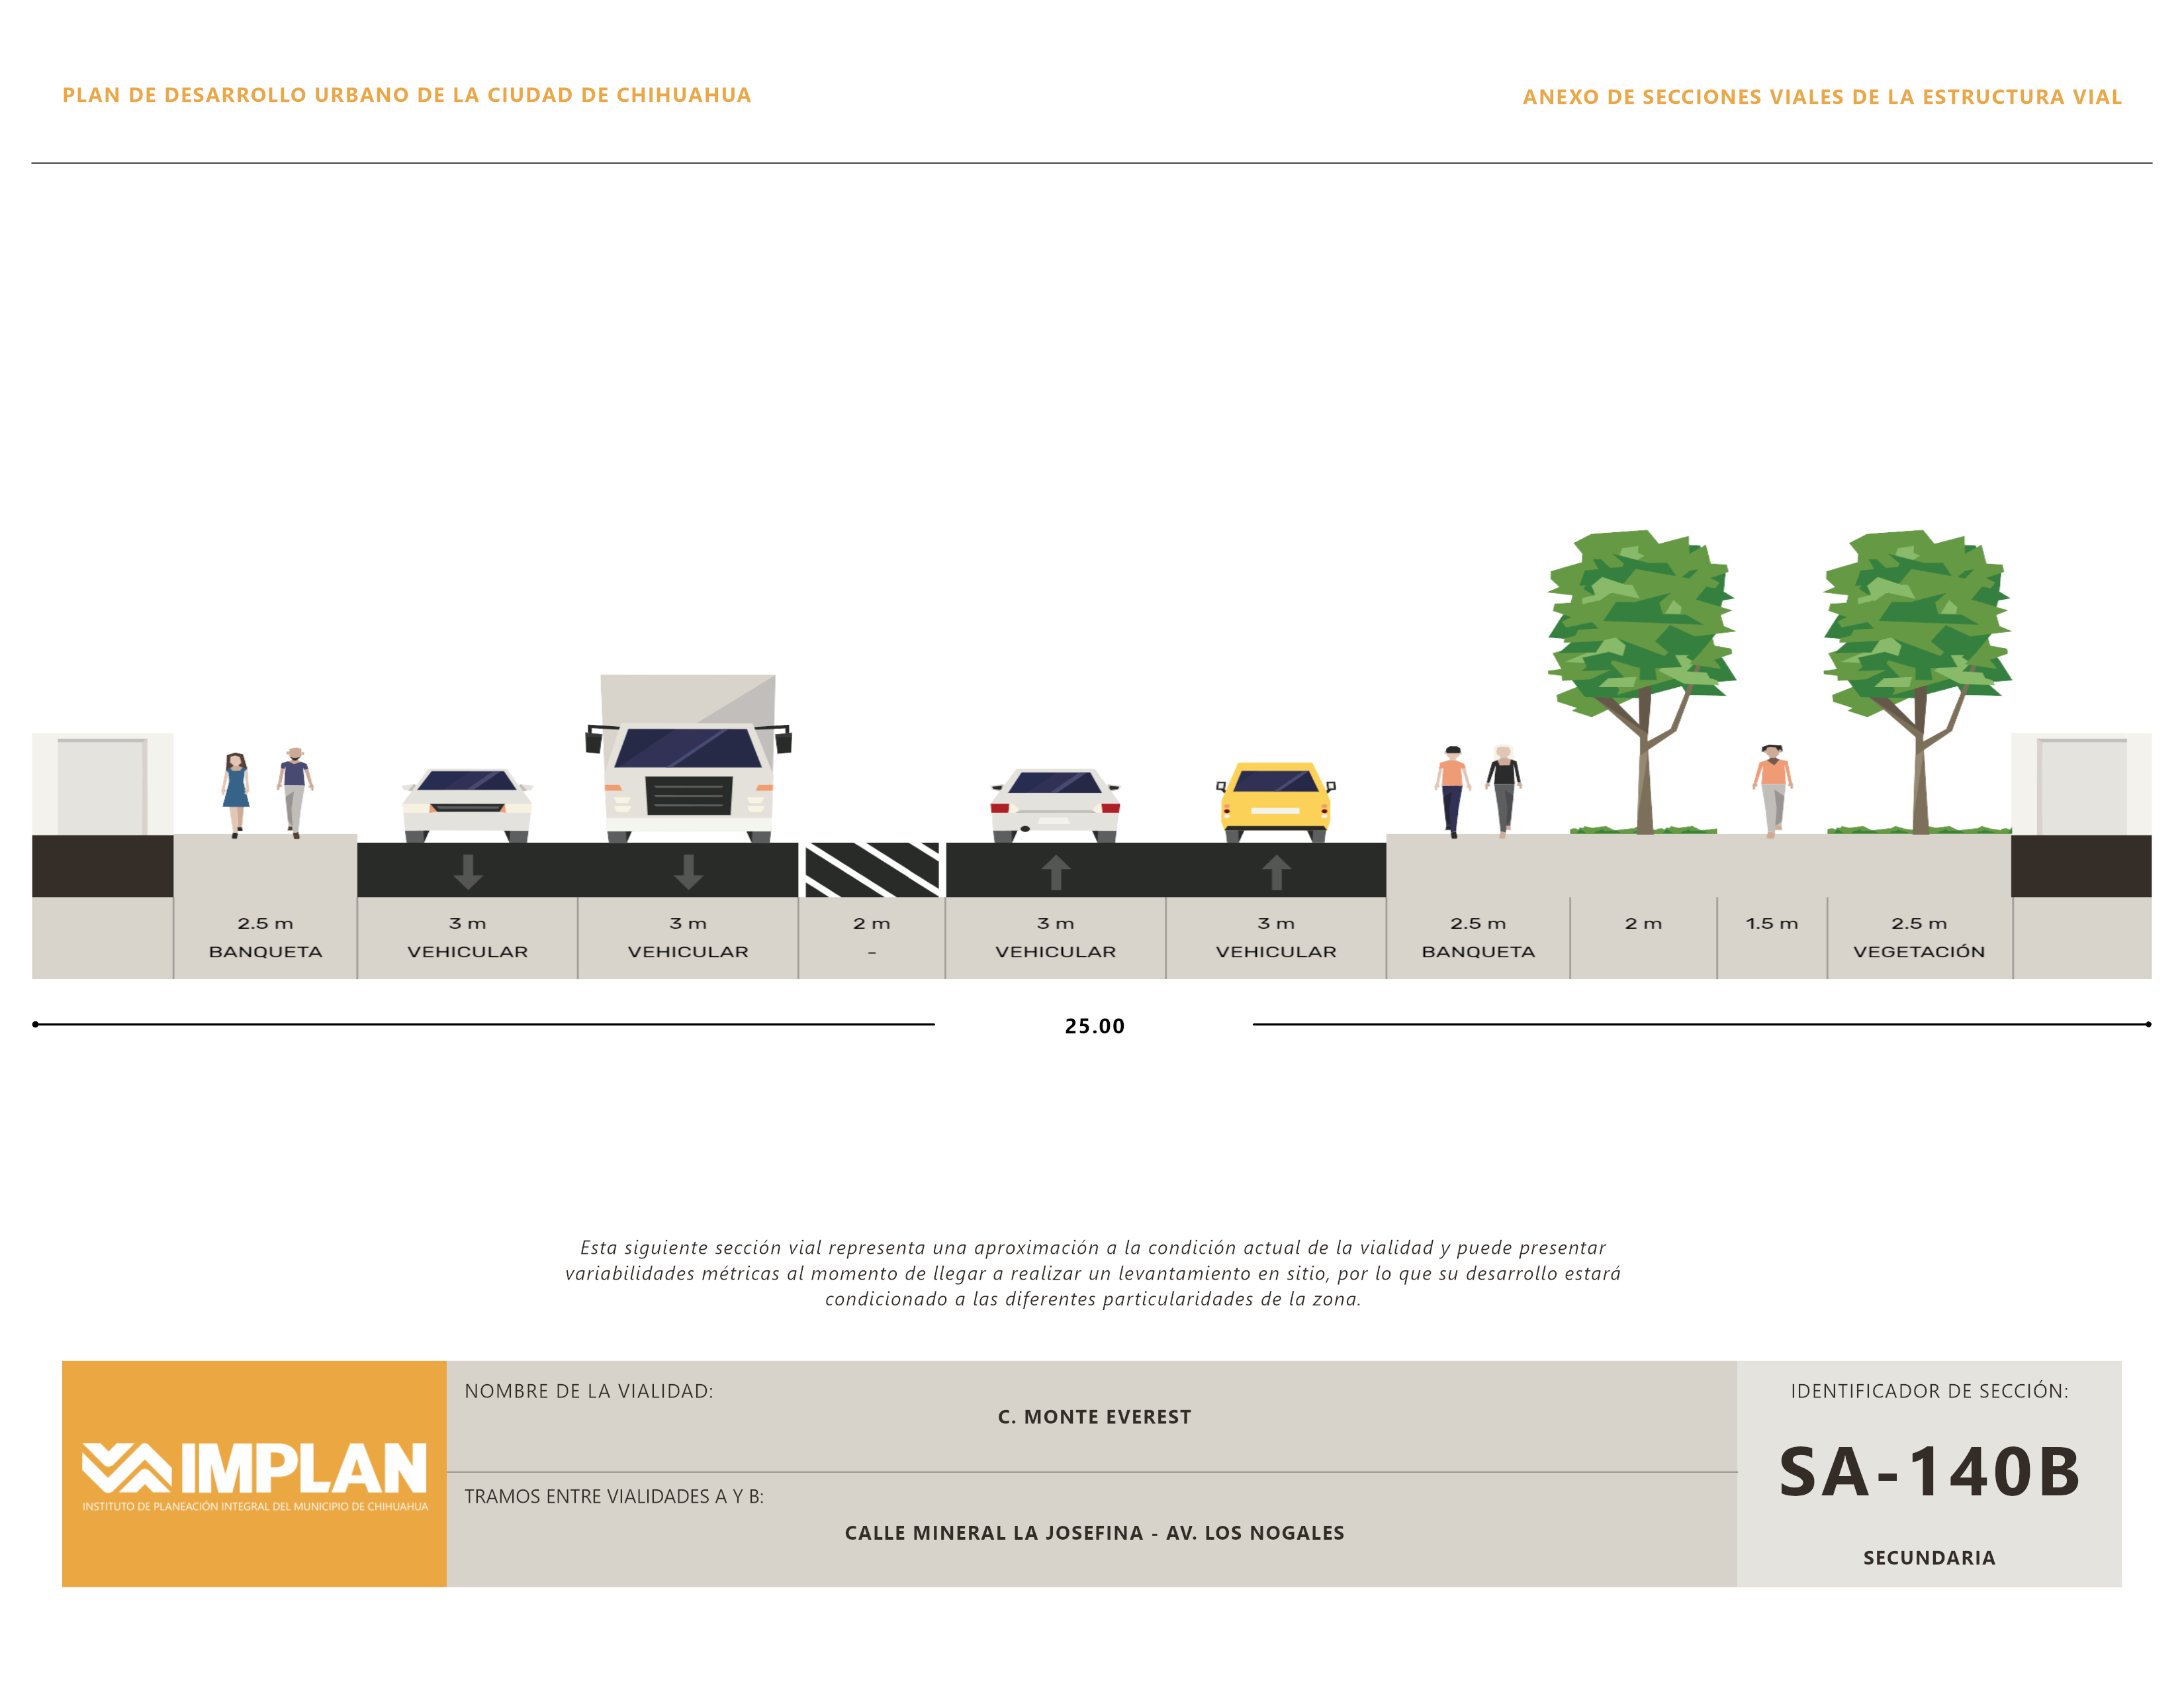 PLAN DE DESARROLLO URBANO DE LA CIUDAD DE CHIHUAHUA
ANEXO DE SECCIONES VIALES DE LA ESTRUCTURA VIAL
2.5 m 3 m 3 m 2 m 3 m 3 m 2.5 m 2 m 1.5 m 2.5 m
BANQUETA VEHICULAR VEHICULAR - VEHICULAR VEHICULAR BANQUETA VEGETACIÓN
25.00
Esta siguiente sección vial representa una aproximación a la condición actual de la vialidad y puede presentar
variabilidades métricas al momento de llegar a realizar un levantamiento en sitio, por lo que su desarrollo estará
condicionado a las diferentes particularidades de la zona.
IMPLAN
INSTITUTO DE PLANEACIÓN INTEGRAL DEL MUNICIPIO DE CHIHUAHUA
NOMBRE DE LA VIALIDAD:
C. MONTE EVEREST
TRAMOS ENTRE VIALIDADES A Y B:
CALLE MINERAL LA JOSEFINA - AV. LOS NOGALES
IDENTIFICADOR DE SECCIÓN:
SA-140B
SECUNDARIA